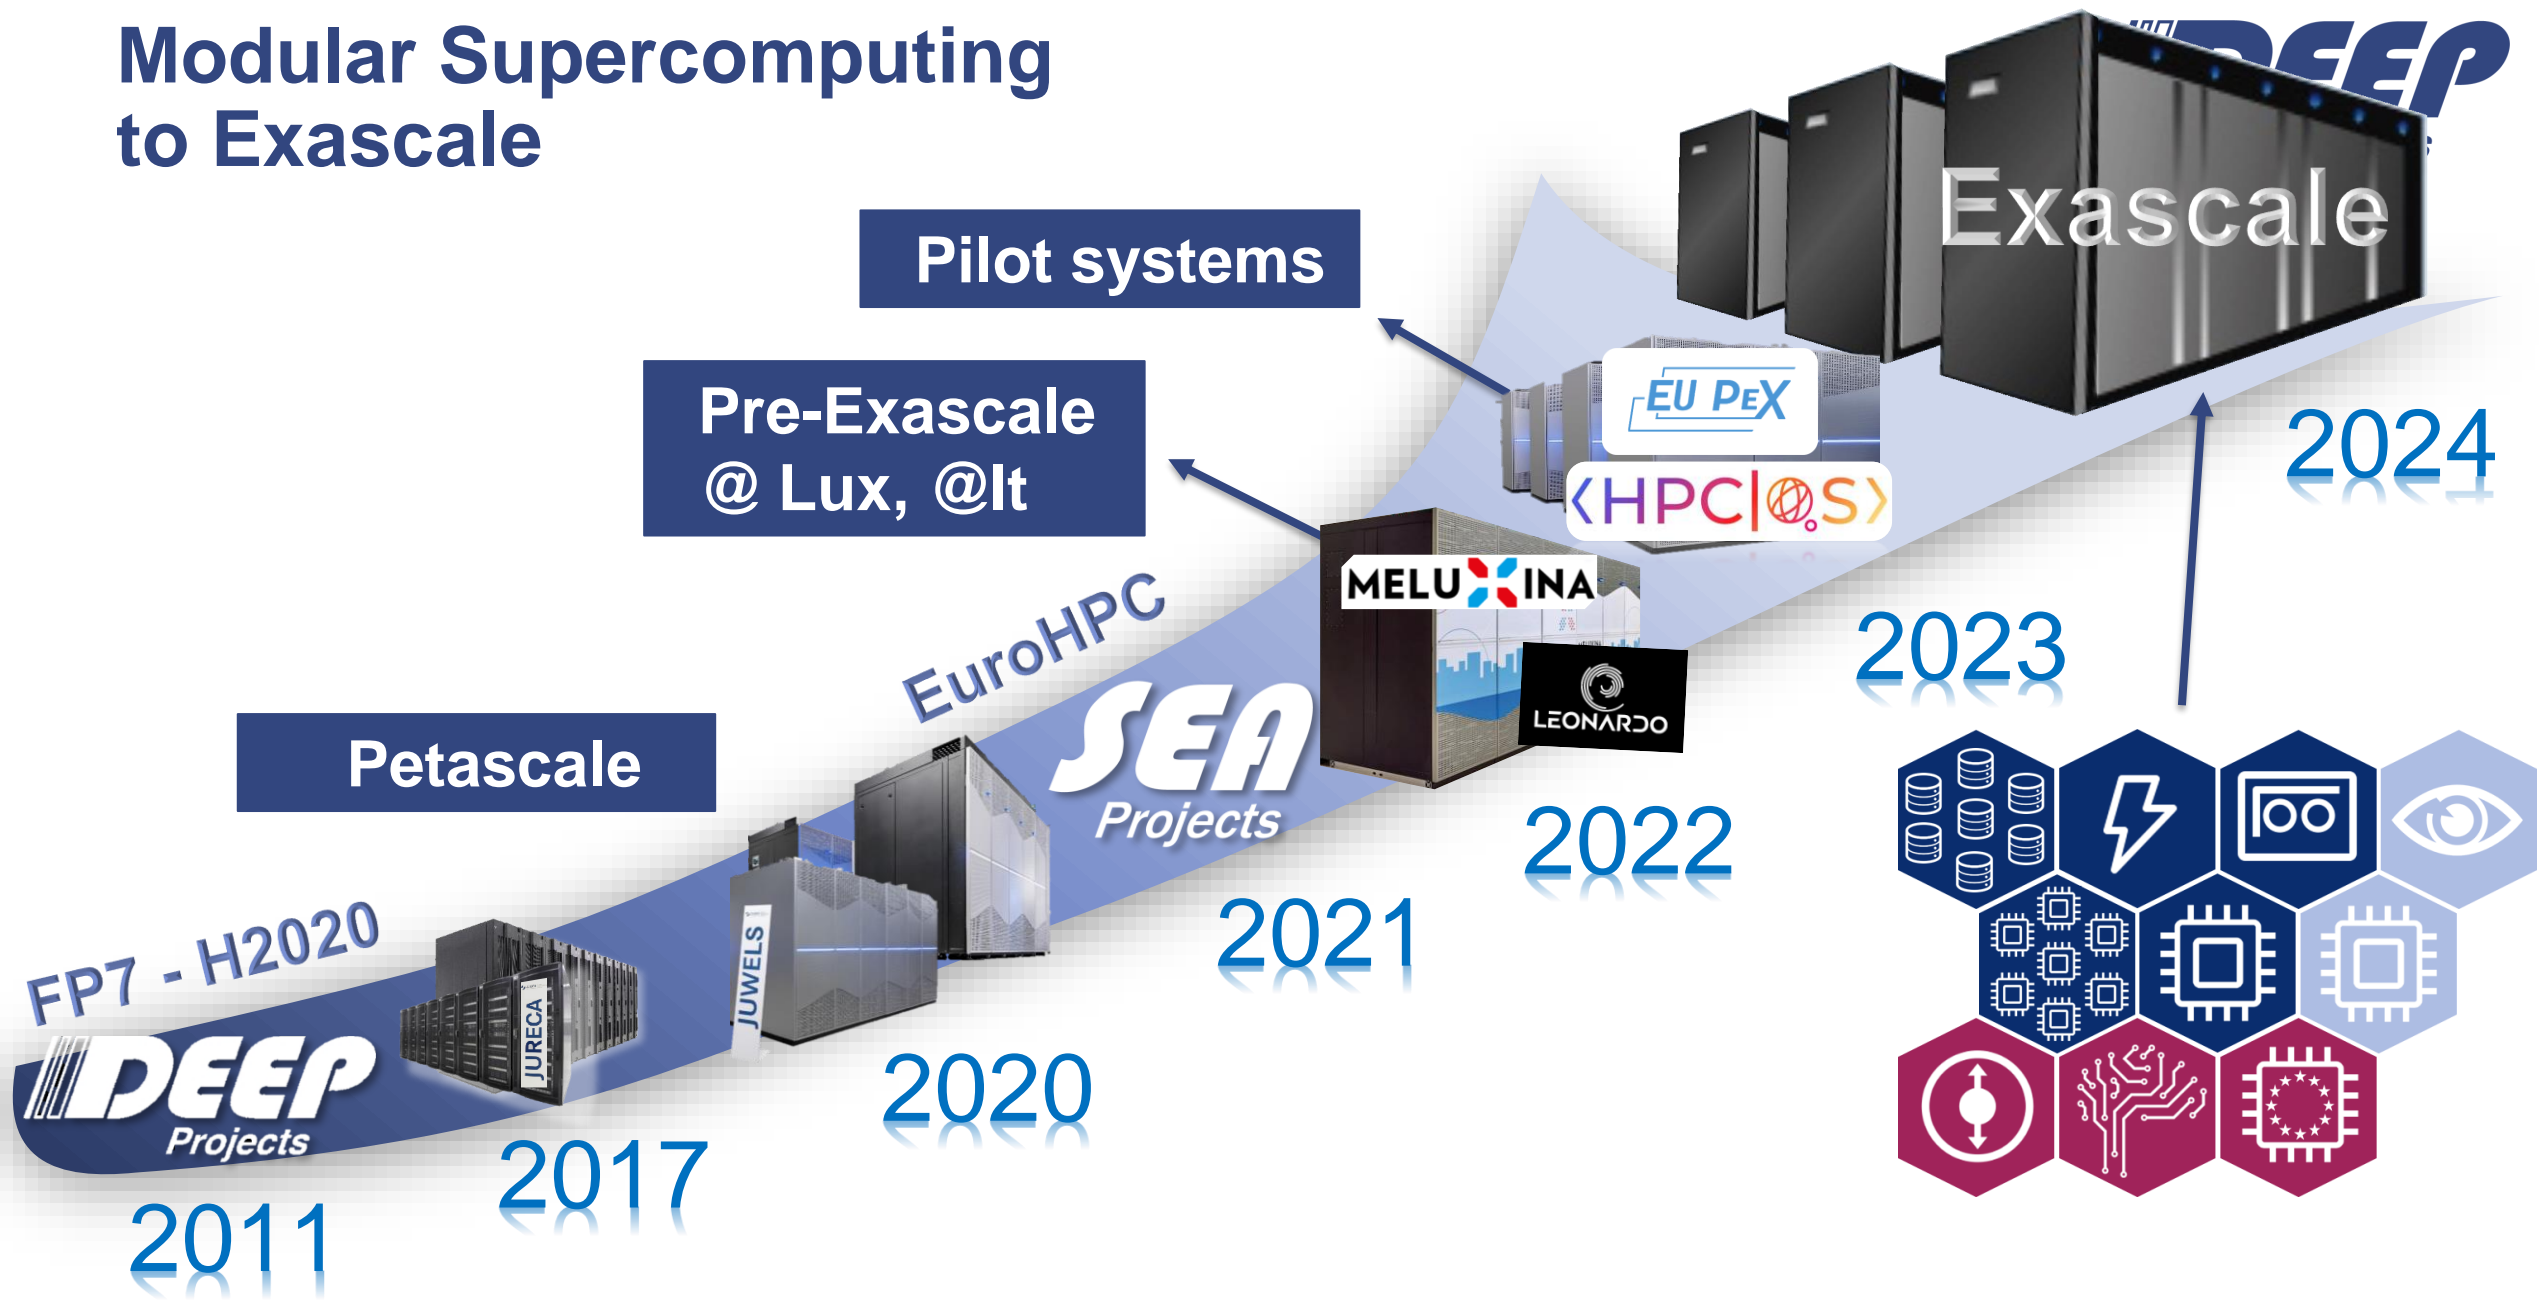 Modular Supercomputing
to Exascale
DEEP
Exascale
Pilot systems
EU PEX
<HPC|QS>
2024
Pre-Exascale
@ Lux, @It
MELUXINA
LEONARDO
2023
EuroHPC
SEA
Projects
2022
Petascale
JUWELS
2021
FP7 - H2020
JURECA
2020
DEEP
Projects
2017
2011